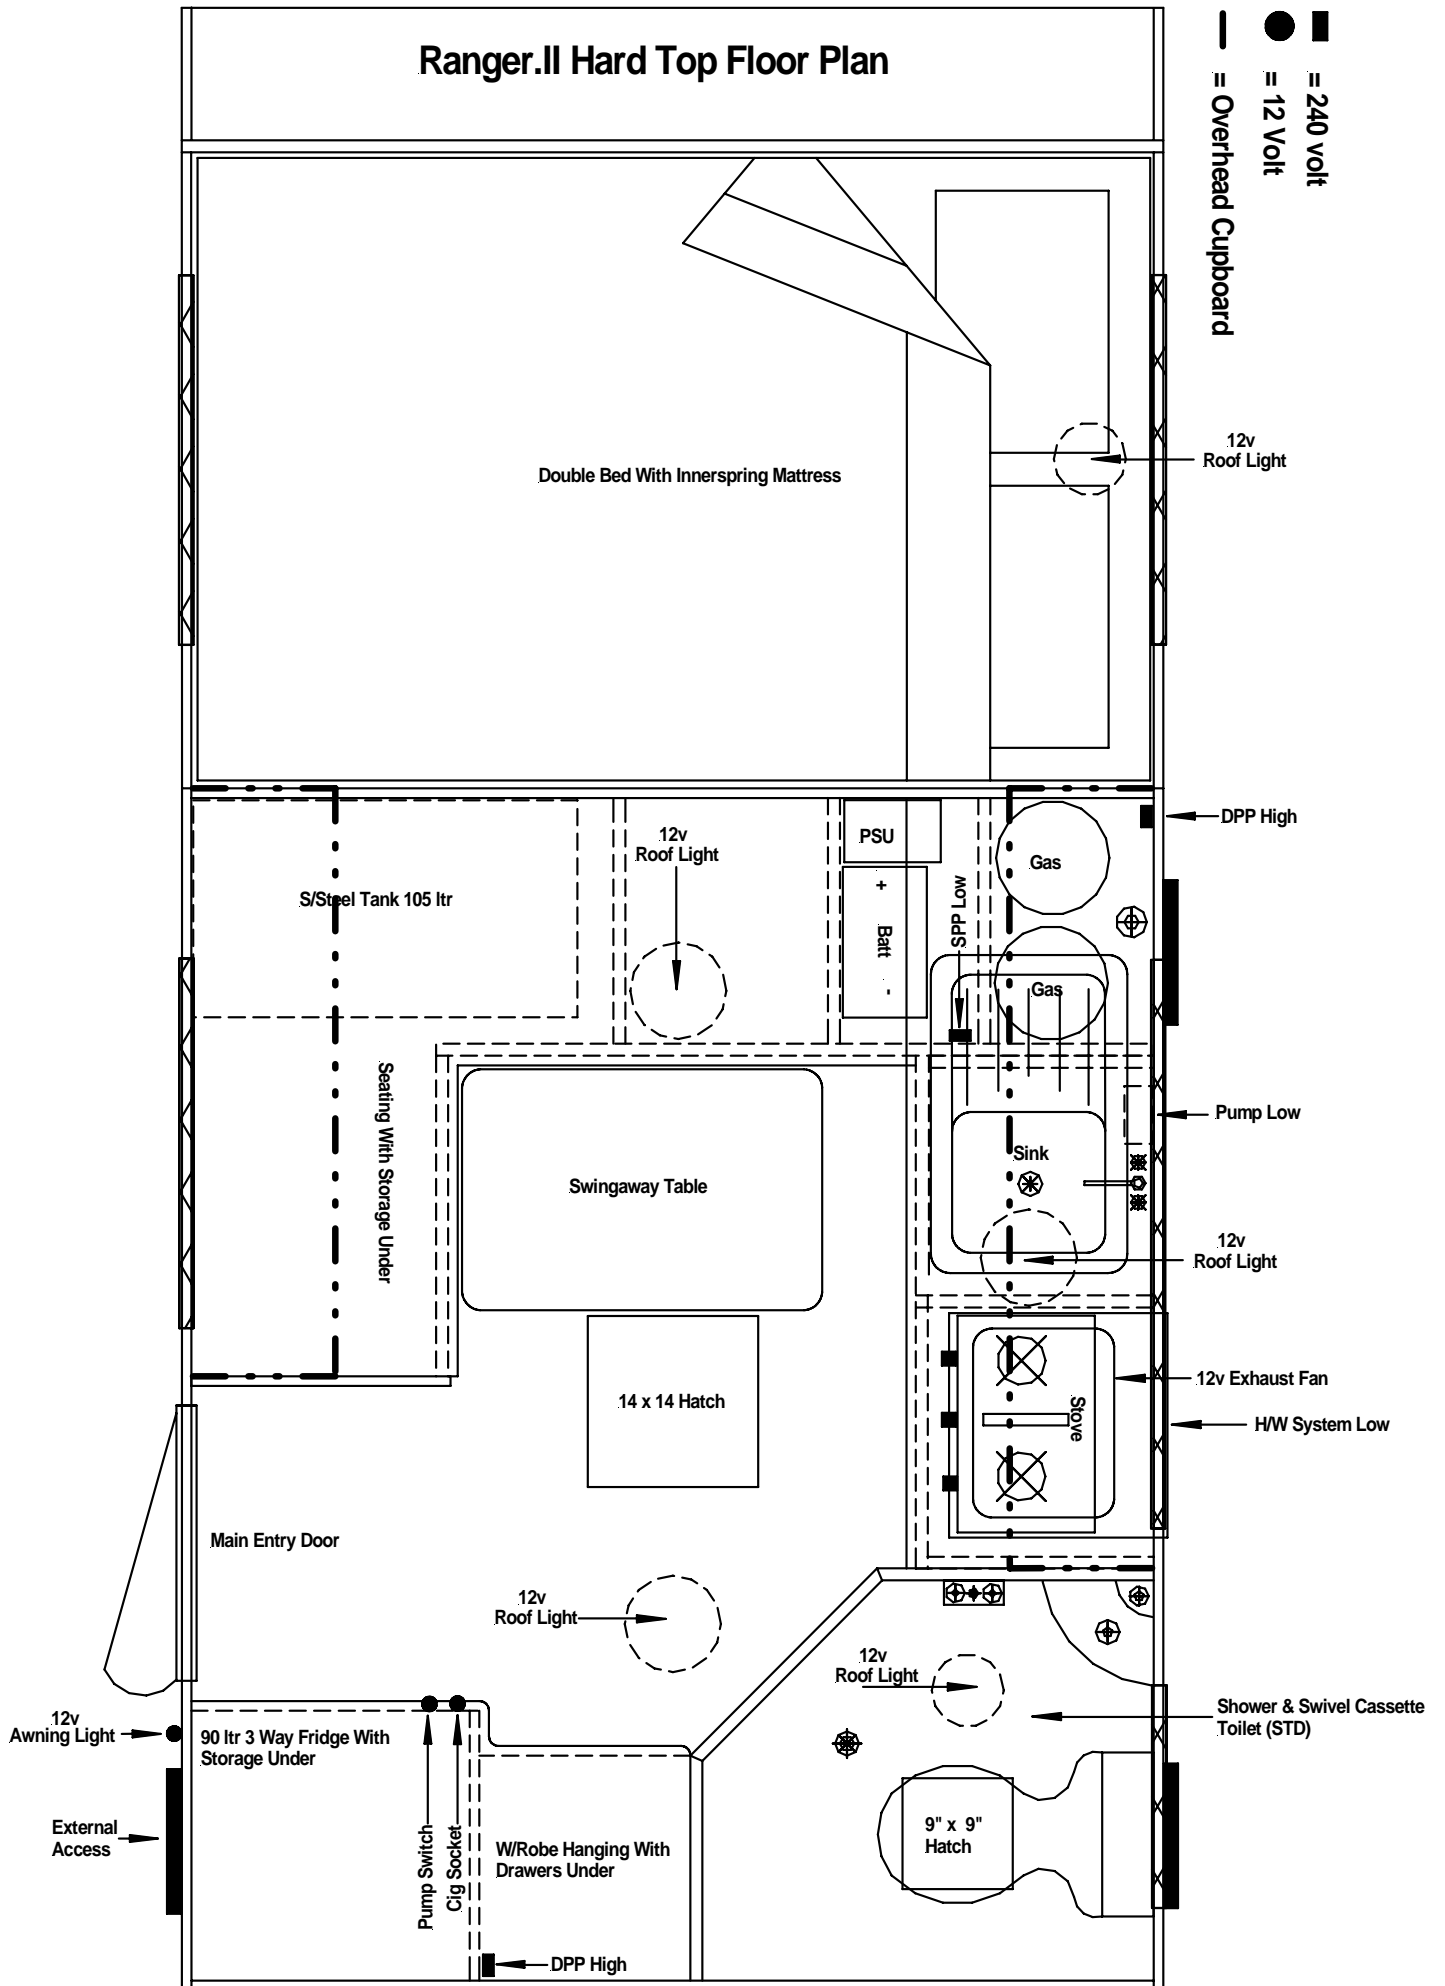 Ranger.II Hard Top Floor Plan
= 240 volt
= 12 Volt
= Overhead Cupboard
12v
Roof Light
Double Bed With Innerspring Mattress
DPP High
12v
Roof Light
PSU
Gas
S/Steel Tank 105 ltr
+
Batt
-
SPP Low
Gas
Seating With Storage Under
Pump Low
Sink
Swingaway Table
12v
Roof Light
12v Exhaust Fan
14 x 14 Hatch
Stove
H/W System Low
Main Entry Door
12v
Roof Light
12v
Roof Light
Shower & Swivel Cassette
Toilet (STD)
12v
Awning Light
90 ltr 3 Way Fridge With
Storage Under
External
Access
Pump Switch
Cig Socket
W/Robe Hanging With
Drawers Under
9" x 9"
Hatch
DPP High